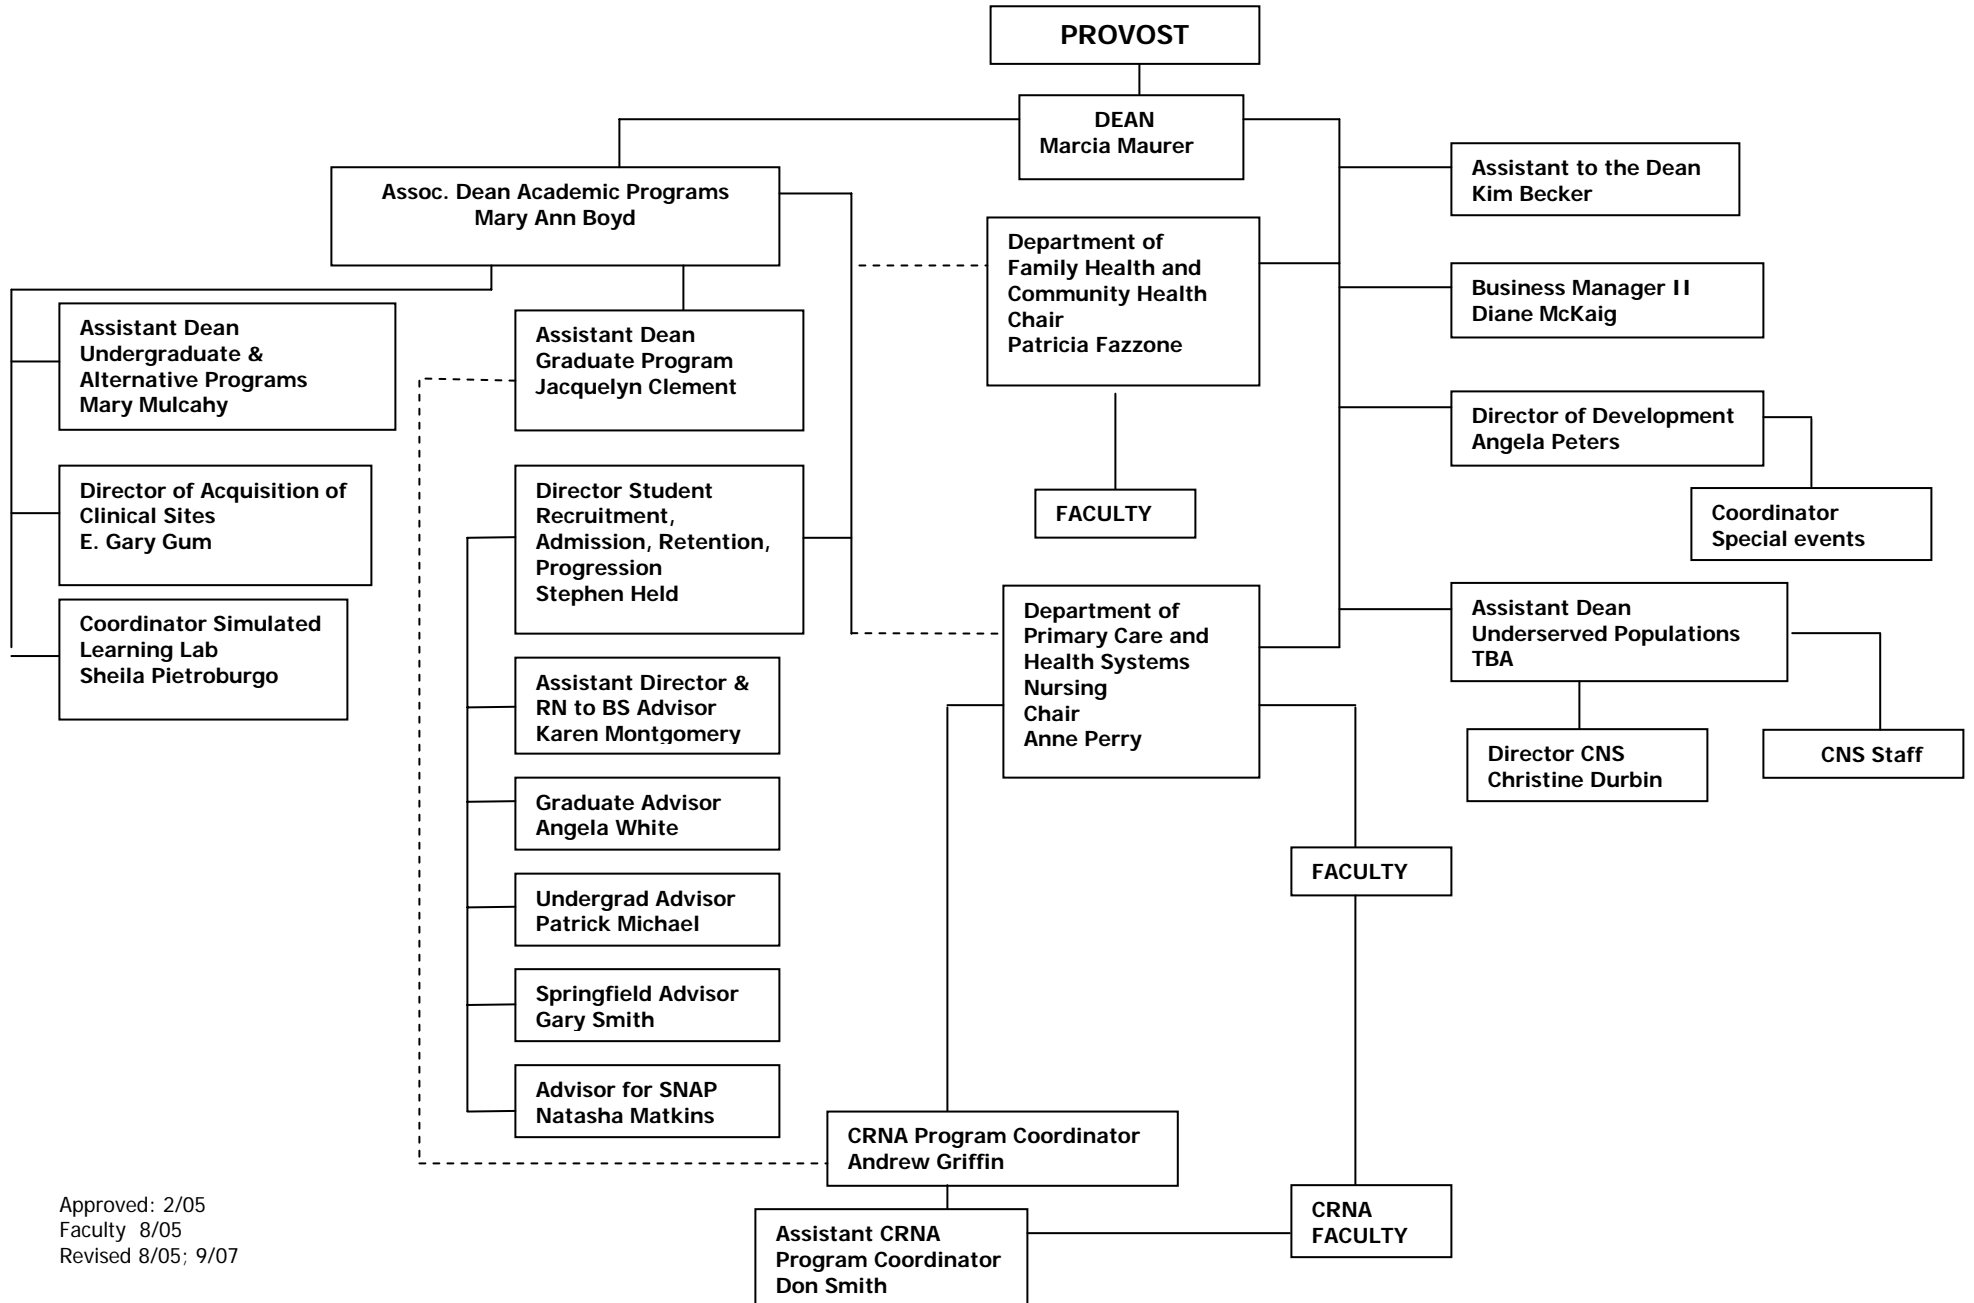 PROVOST
DEAN
Marcia Maurer
Assoc. Dean Academic Programs
Mary Ann Boyd
Assistant to the Dean
Kim Becker
Department of
Family Health and
Community Health
Chair
Patricia Fazzone
Business Manager II
Diane McKaig
Assistant Dean
Undergraduate &
Alternative Programs
Mary Mulcahy
Assistant Dean
Graduate Program
Jacquelyn Clement
Director of Development
Angela Peters
Director of Acquisition of
Clinical Sites
E. Gary Gum
Director Student
Recruitment,
Admission, Retention,
Progression
Stephen Held
FACULTY
Coordinator
Special events
Coordinator Simulated
Learning Lab
Sheila Pietroburgo
Department of
Primary Care and
Health Systems
Nursing
Chair
Anne Perry
Assistant Dean
Underserved Populations
TBA
Assistant Director &
RN to BS Advisor
Karen Montgomery
Director CNS
Christine Durbin
CNS Staff
Graduate Advisor
Angela White
FACULTY
Undergrad Advisor
Patrick Michael
Springfield Advisor
Gary Smith
Advisor for SNAP
Natasha Matkins
CRNA Program Coordinator
Andrew Griffin
CRNA
FACULTY
Assistant CRNA
Program Coordinator
Don Smith
Approved: 2/05
Faculty 8/05
Revised 8/05; 9/07